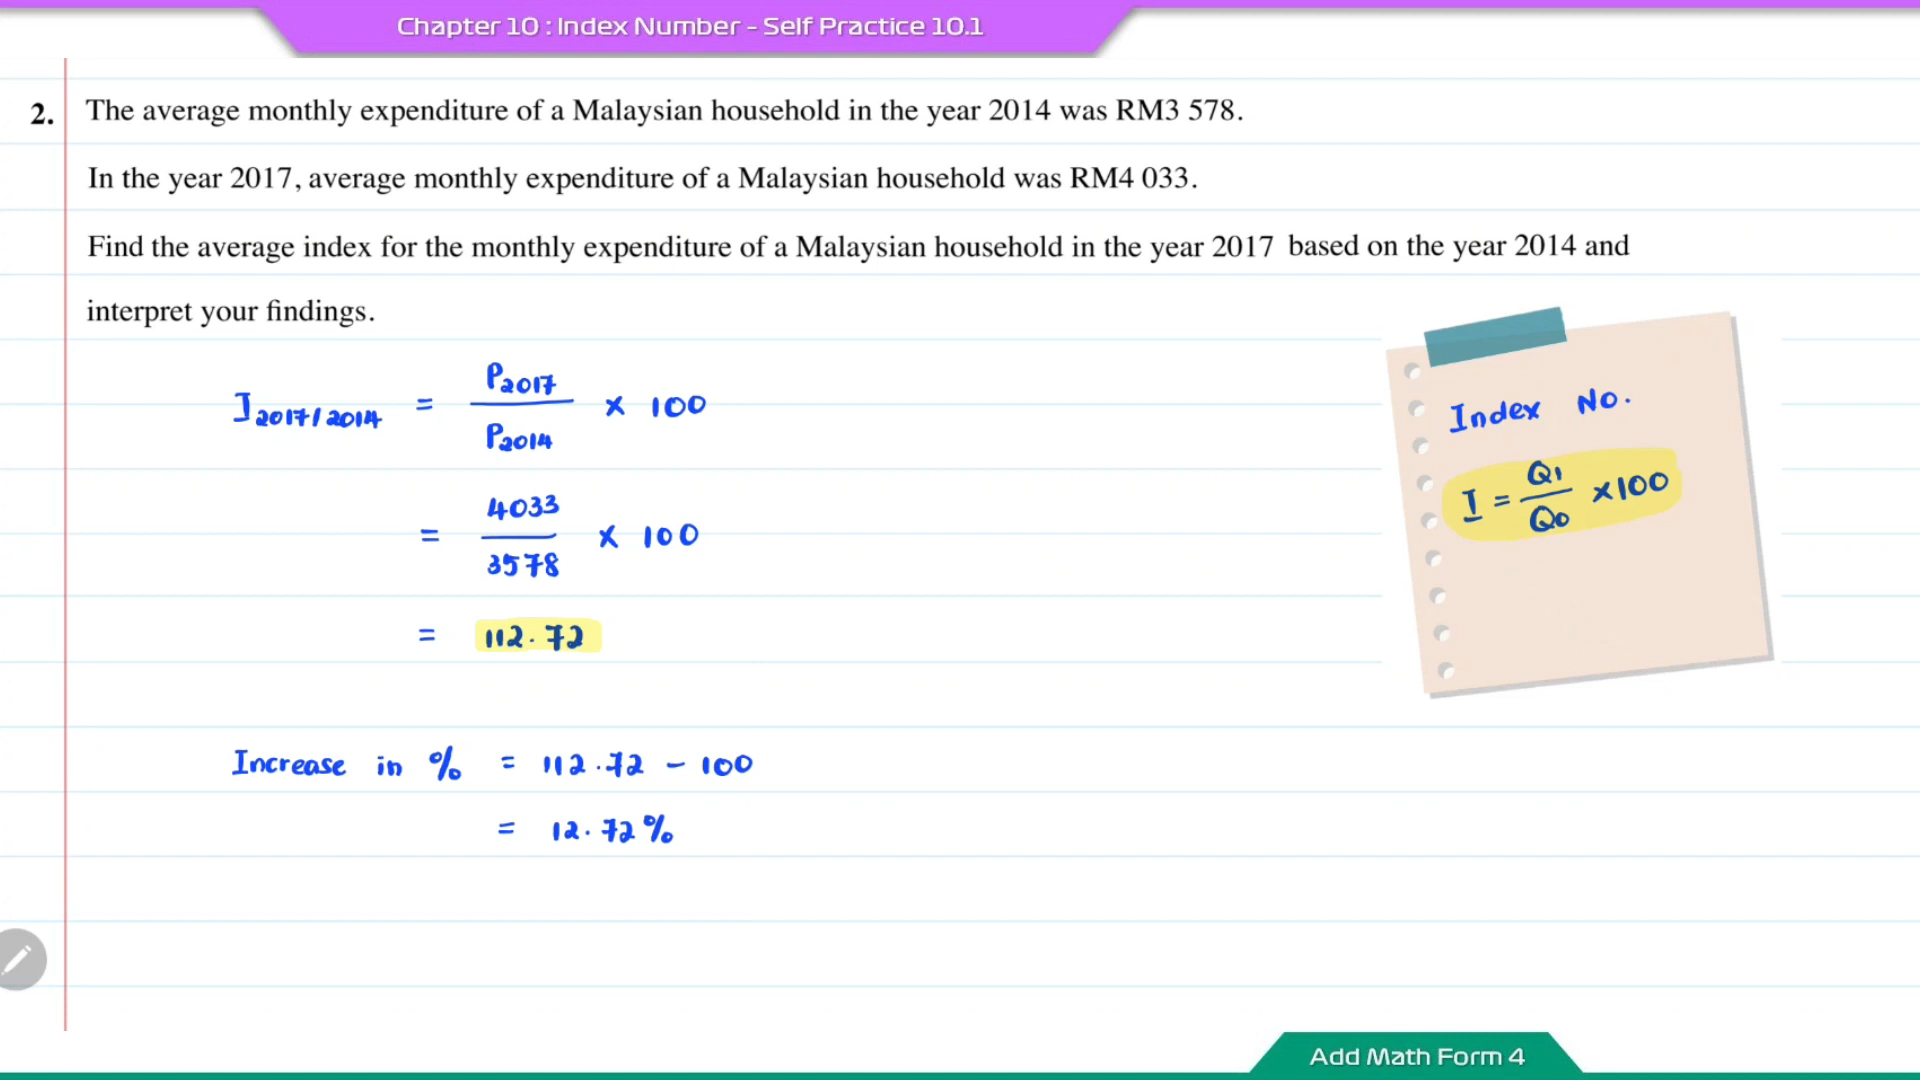 Chapter 10 : Index Number - Self Practice 10.1
2. The average monthly expenditure of a Malaysian household in the year 2014 was RM3 578.
In the year 2017, average monthly expenditure of a Malaysian household was RM4 033.
Find the average index for the monthly expenditure of a Malaysian household in the year 2017 based on the year 2014 and
interpret your findings.
I2017/2014 = P2017/P2014 × 100
= 4033/3578 × 100
= 112.72
Increase in % = 112.72 - 100
= 12.72%
Index No.
I = Q1/Q0 ×100
Add Math Form 4